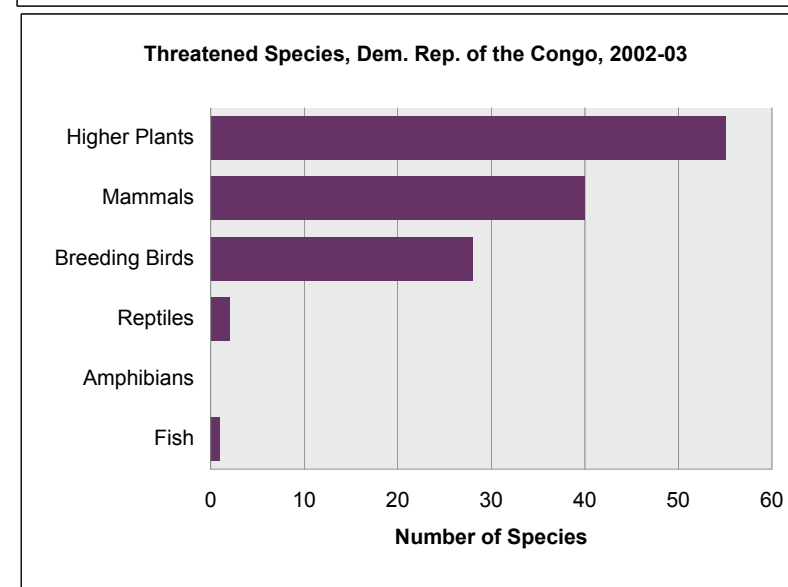 Threatened Species, Dem. Rep. of the Congo, 2002-03
Higher Plants
Mammals
Breeding Birds
Reptiles
Amphibians
Fish
0 10 20 30 40 50 60
Number of Species